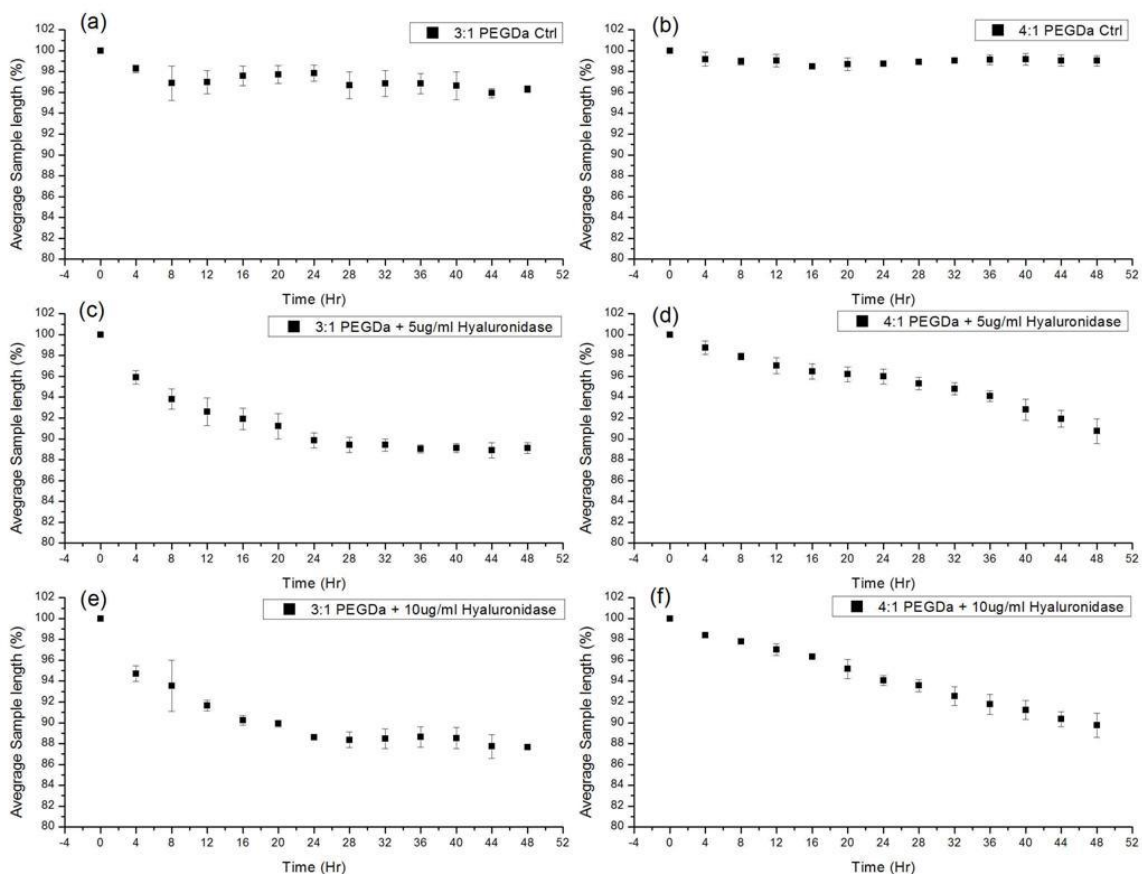 (a)
3:1 PEGDa Ctrl
Avegrage Sample length (%)
102
100
98
96
94
92
90
88
86
84
82
80
-4 0 4 8 12 16 20 24 28 32 36 40 44 48 52
Time (Hr)
(b)
4:1 PEGDa Ctrl
Avegrage Sample length (%)
102
100
98
96
94
92
90
88
86
84
82
80
-4 0 4 8 12 16 20 24 28 32 36 40 44 48 52
Time (Hr)
(c)
3:1 PEGDa + 5ug/ml Hyaluronidase
Avegrage Sample length (%)
102
100
98
96
94
92
90
88
86
84
82
80
-4 0 4 8 12 16 20 24 28 32 36 40 44 48 52
Time (Hr)
(d)
4:1 PEGDa + 5ug/ml Hyaluronidase
Avegrage Sample length (%)
102
100
98
96
94
92
90
88
86
84
82
80
-4 0 4 8 12 16 20 24 28 32 36 40 44 48 52
Time (Hr)
(e)
3:1 PEGDa + 10ug/ml Hyaluronidase
Avegrage Sample length (%)
102
100
98
96
94
92
90
88
86
84
82
80
-4 0 4 8 12 16 20 24 28 32 36 40 44 48 52
Time (Hr)
(f)
4:1 PEGDa + 10ug/ml Hyaluronidase
Avegrage Sample length (%)
102
100
98
96
94
92
90
88
86
84
82
80
-4 0 4 8 12 16 20 24 28 32 36 40 44 48 52
Time (Hr)